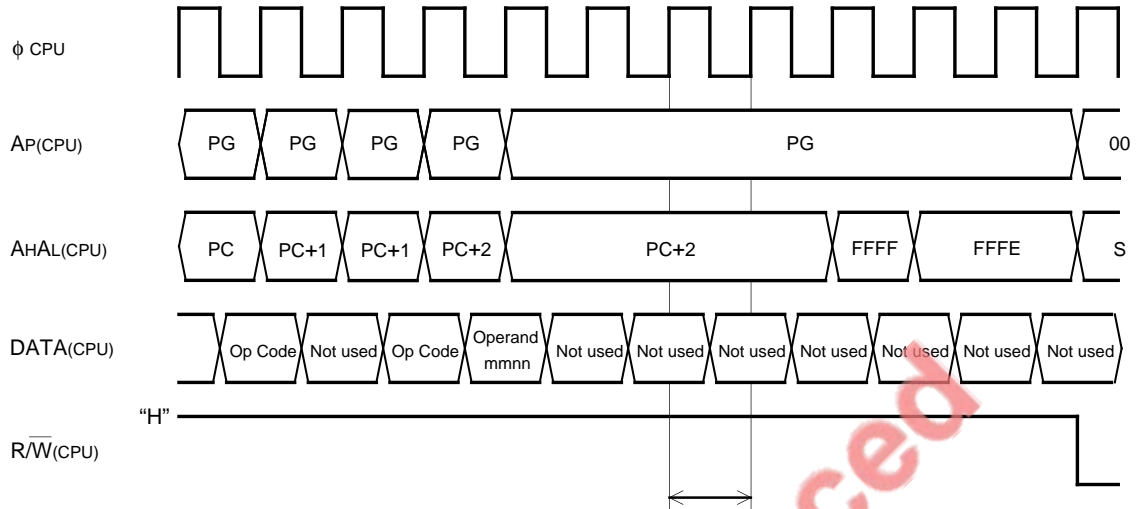 ϕ CPU
AP(CPU) PG PG PG PG PG 00
AHAL(CPU) PC PC+1 PC+1 PC+2 PC+2 FFFF FFFE S
DATA(CPU) Op Code Not used Op Code Operand mmnn Not used Not used Not used Not used Not used Not used Not used
“H”
R/W̅(CPU)